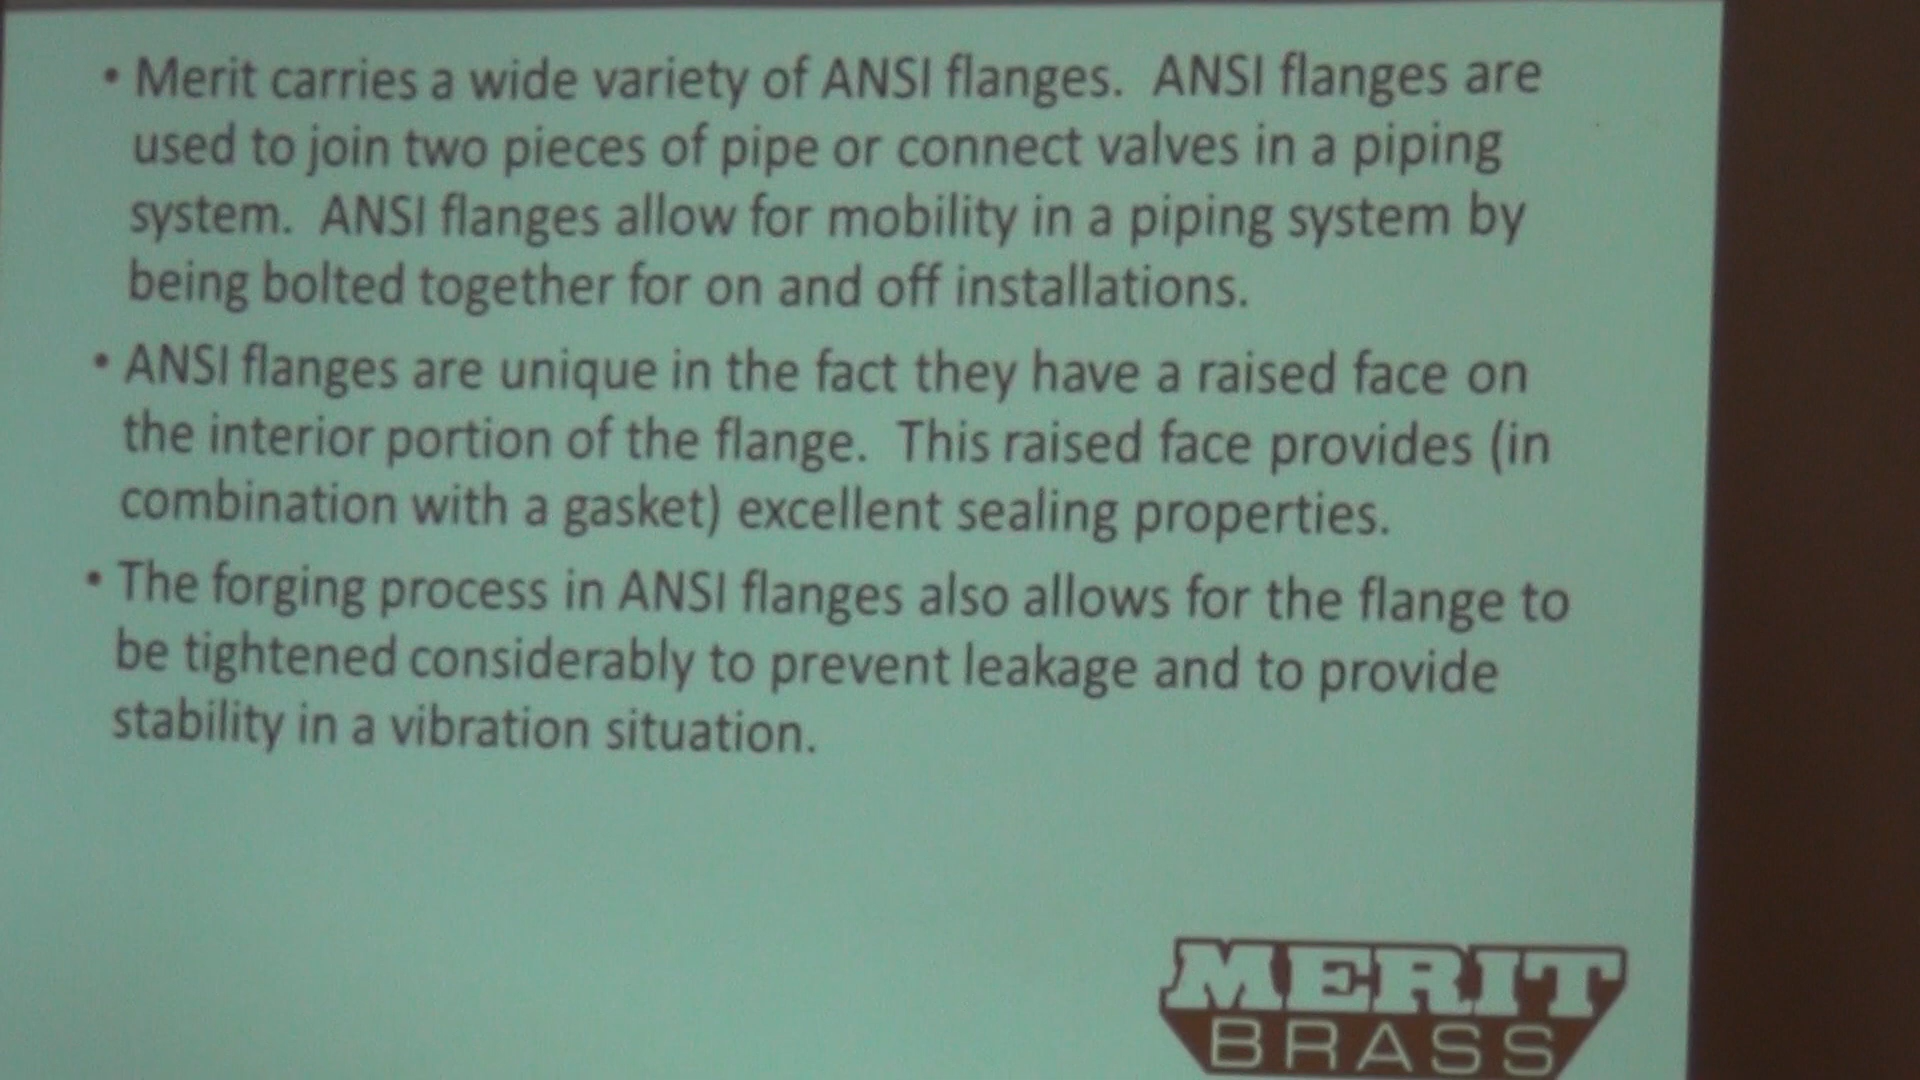 • Merit carries a wide variety of ANSI flanges. ANSI flanges are
used to join two pieces of pipe or connect valves in a piping
system. ANSI flanges allow for mobility in a piping system by
being bolted together for on and off installations.
• ANSI flanges are unique in the fact they have a raised face on
the interior portion of the flange. This raised face provides (in
combination with a gasket) excellent sealing properties.
• The forging process in ANSI flanges also allows for the flange to
be tightened considerably to prevent leakage and to provide
stability in a vibration situation.
MERIT
BRASS